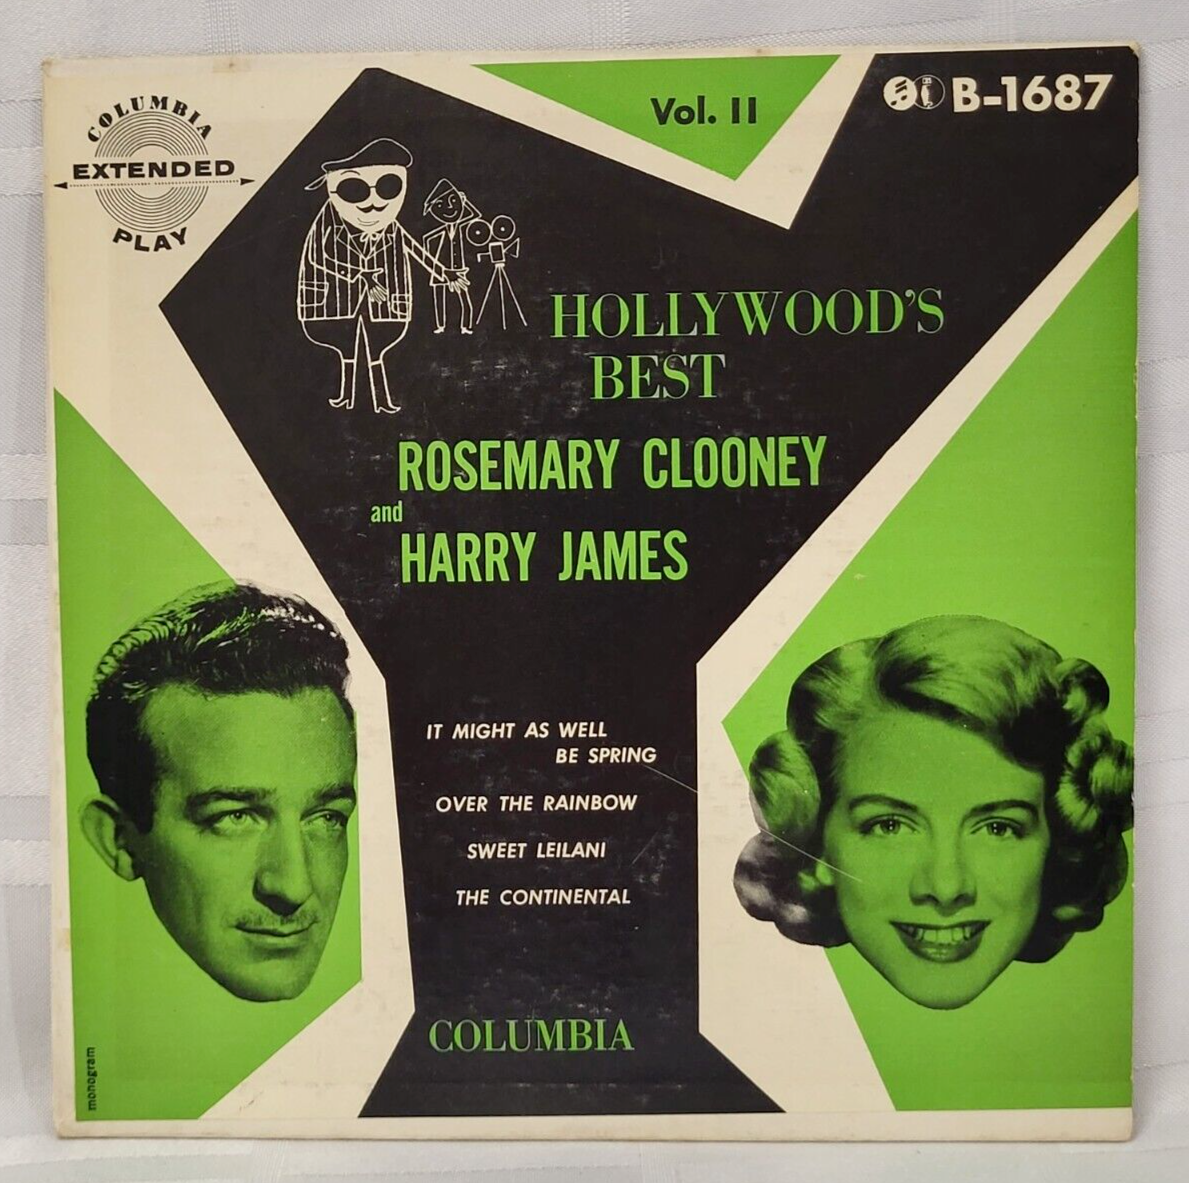 COLUMBIA
EXTENDED
PLAY
Vol. II
B-1687
HOLLYWOOD'S
BEST
ROSEMARY CLOONEY
and
HARRY JAMES
IT MIGHT AS WELL
BE SPRING
OVER THE RAINBOW
SWEET LEILANI
THE CONTINENTAL
COLUMBIA
monogram